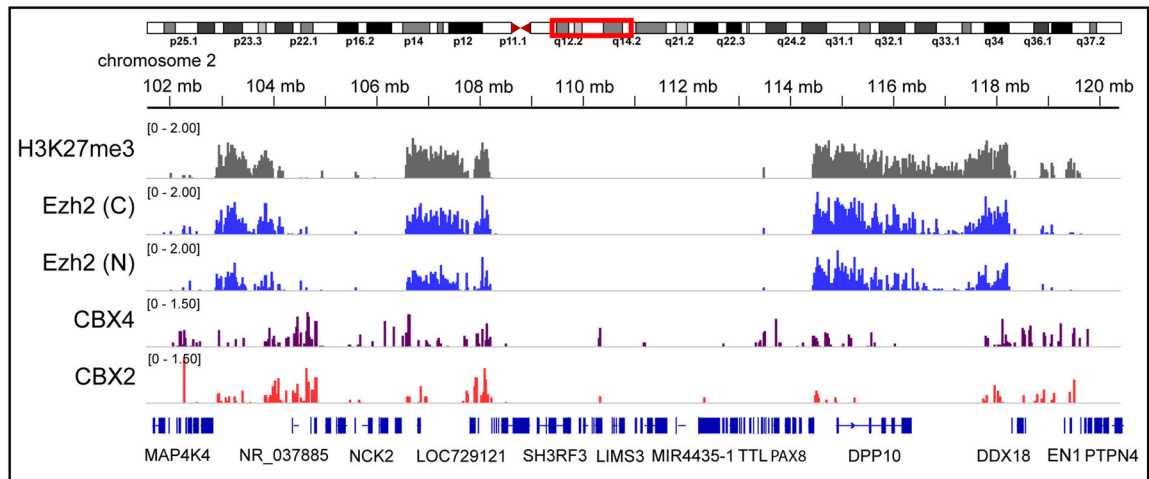 p25.1 p23.3 p22.1 p16.2 p14 p12 p11.1 q12.2 q14.2 q21.2 q22.3 q24.2 q31.1 q32.1 q33.1 q34 q36.1 q37.2
chromosome 2
102 mb 104 mb 106 mb 108 mb 110 mb 112 mb 114 mb 116 mb 118 mb 120 mb
[0 - 2.00]
H3K27me3
[0 - 2.00]
Ezh2 (C)
[0 - 2.00]
Ezh2 (N)
[0 - 1.50]
CBX4
[0 - 1.50]
CBX2
MAP4K4 NR_037885 NCK2 LOC729121 SH3RF3 LIMS3 MIR4435-1 TTL PAX8 DPP10 DDX18 EN1 PTPN4